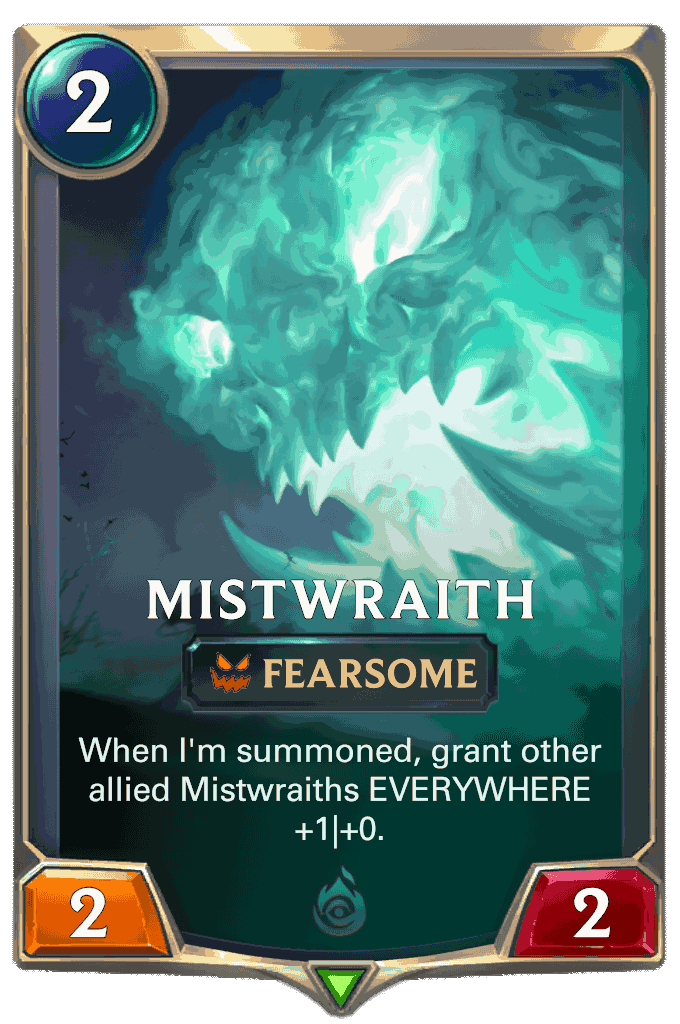 2
MISTWRAITH
FEARSOME
When I'm summoned, grant other
allied Mistwraiths EVERYWHERE
+1|+0.
2 2